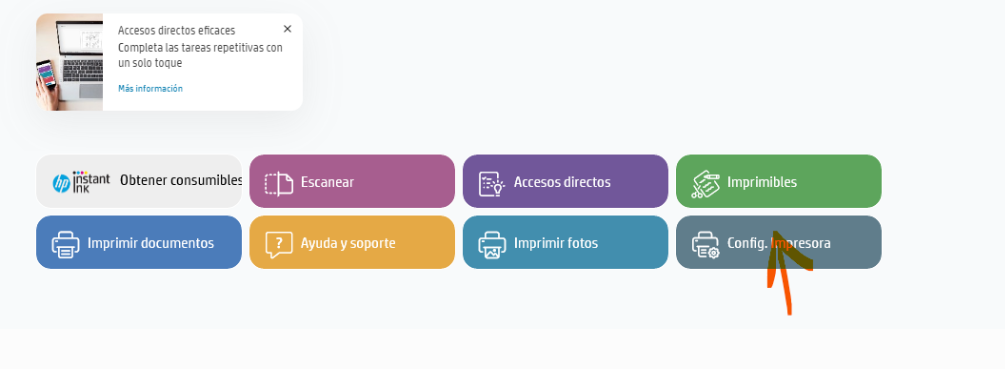 Accesos directos eficaces
Completa las tareas repetitivas con
un solo toque
Más información
hp instant ink Obtener consumibles
Escanear
Accesos directos
Imprimibles
Imprimir documentos
Ayuda y soporte
Imprimir fotos
Config. Impresora